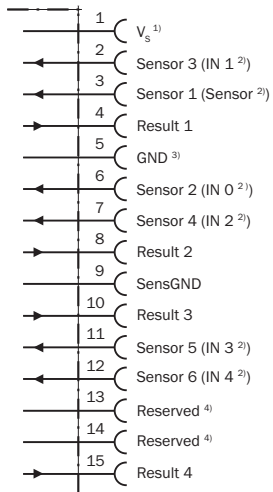 1 V_s 1)
2 Sensor 3 (IN 1 2))
3 Sensor 1 (Sensor 2))
4 Result 1
5 GND 3)
6 Sensor 2 (IN 0 2))
7 Sensor 4 (IN 2 2))
8 Result 2
9 SensGND
10 Result 3
11 Sensor 5 (IN 3 2))
12 Sensor 6 (IN 4 2))
13 Reserved 4)
14 Reserved 4)
15 Result 4